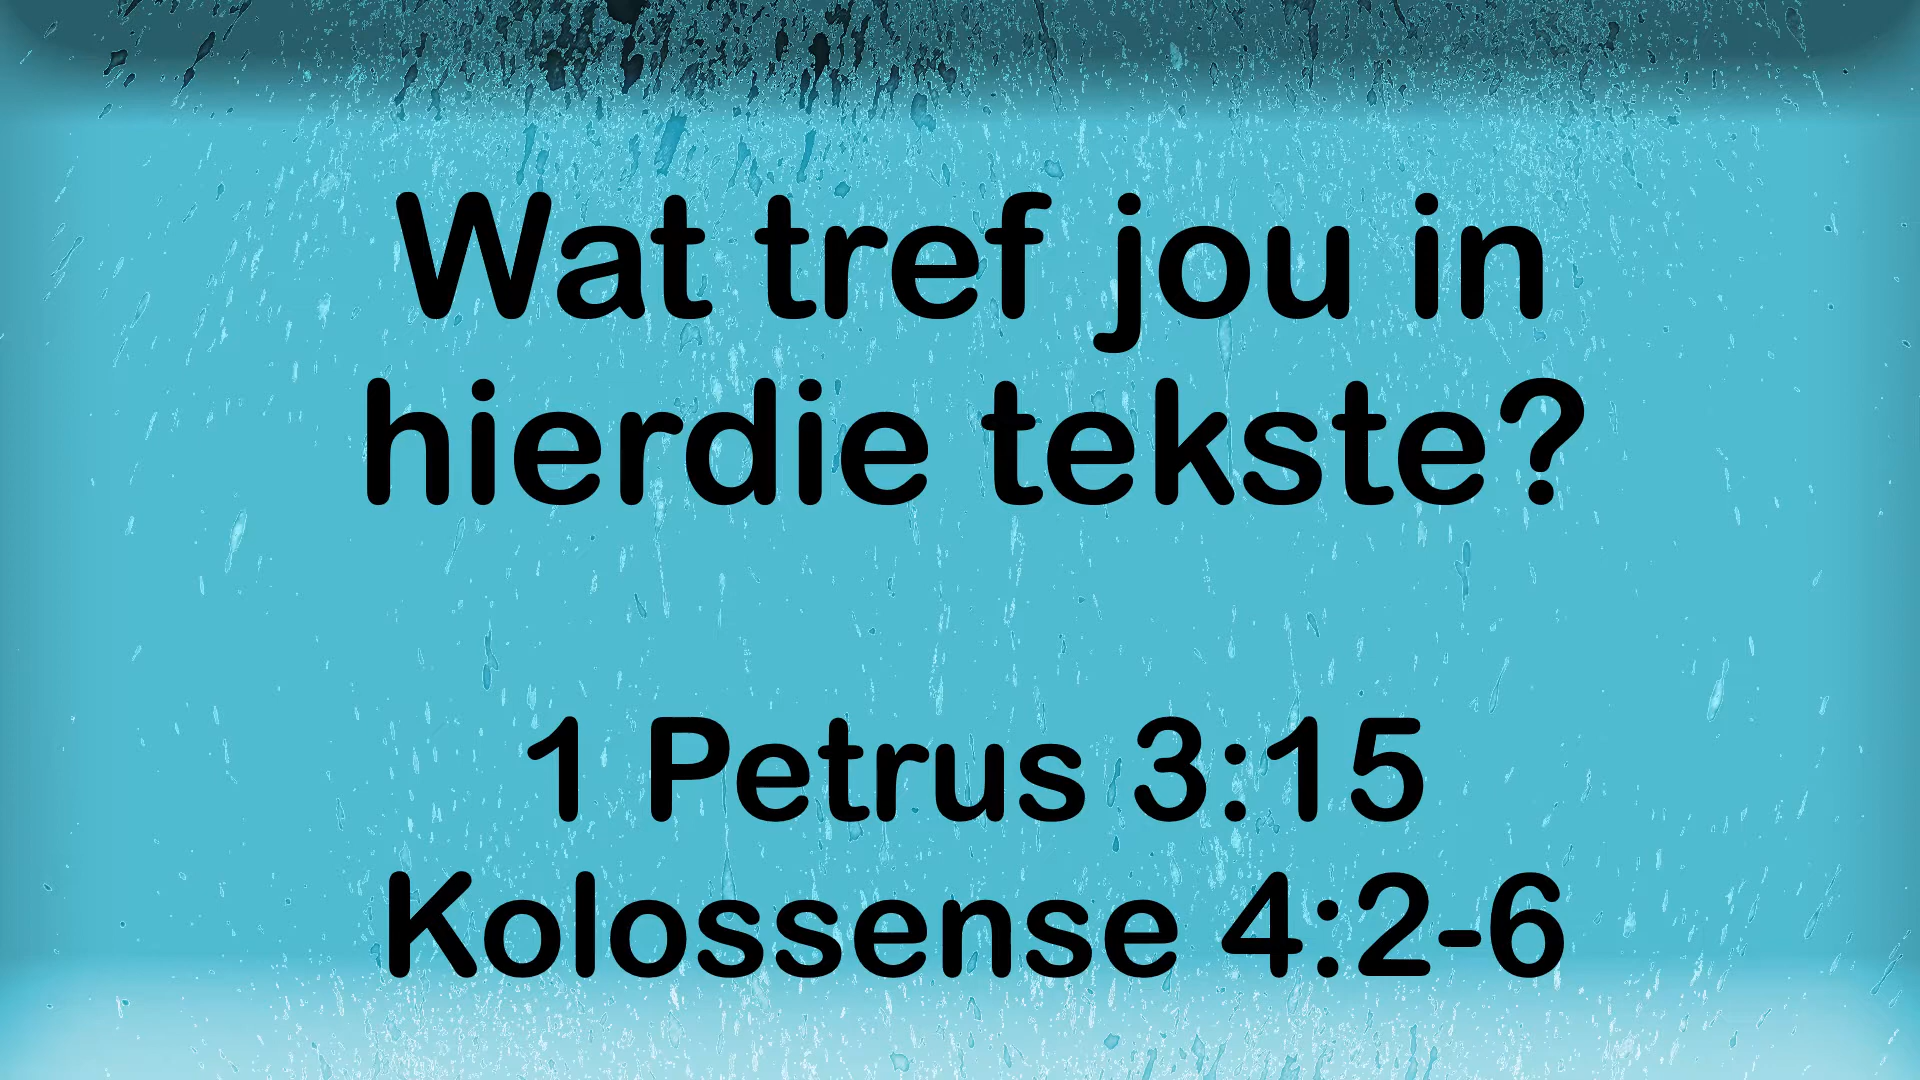 Wat tref jou in
hierdie tekste?
1 Petrus 3:15
Kolossense 4:2-6